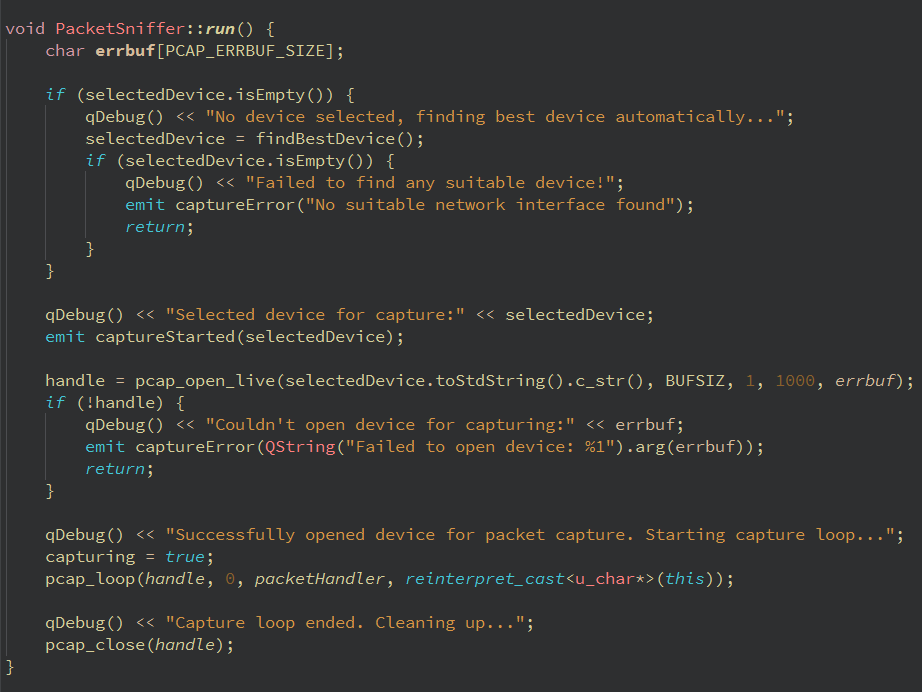 void PacketSniffer::run() {
    char errbuf[PCAP_ERRBUF_SIZE];

    if (selectedDevice.isEmpty()) {
        qDebug() << "No device selected, finding best device automatically...";
        selectedDevice = findBestDevice();
        if (selectedDevice.isEmpty()) {
            qDebug() << "Failed to find any suitable device!";
            emit captureError("No suitable network interface found");
            return;
        }
    }

    qDebug() << "Selected device for capture:" << selectedDevice;
    emit captureStarted(selectedDevice);

    handle = pcap_open_live(selectedDevice.toStdString().c_str(), BUFSIZ, 1, 1000, errbuf);
    if (!handle) {
        qDebug() << "Couldn't open device for capturing:" << errbuf;
        emit captureError(QString("Failed to open device: %1").arg(errbuf));
        return;
    }

    qDebug() << "Successfully opened device for packet capture. Starting capture loop...";
    capturing = true;
    pcap_loop(handle, 0, packetHandler, reinterpret_cast<u_char*>(this));

    qDebug() << "Capture loop ended. Cleaning up...";
    pcap_close(handle);
}